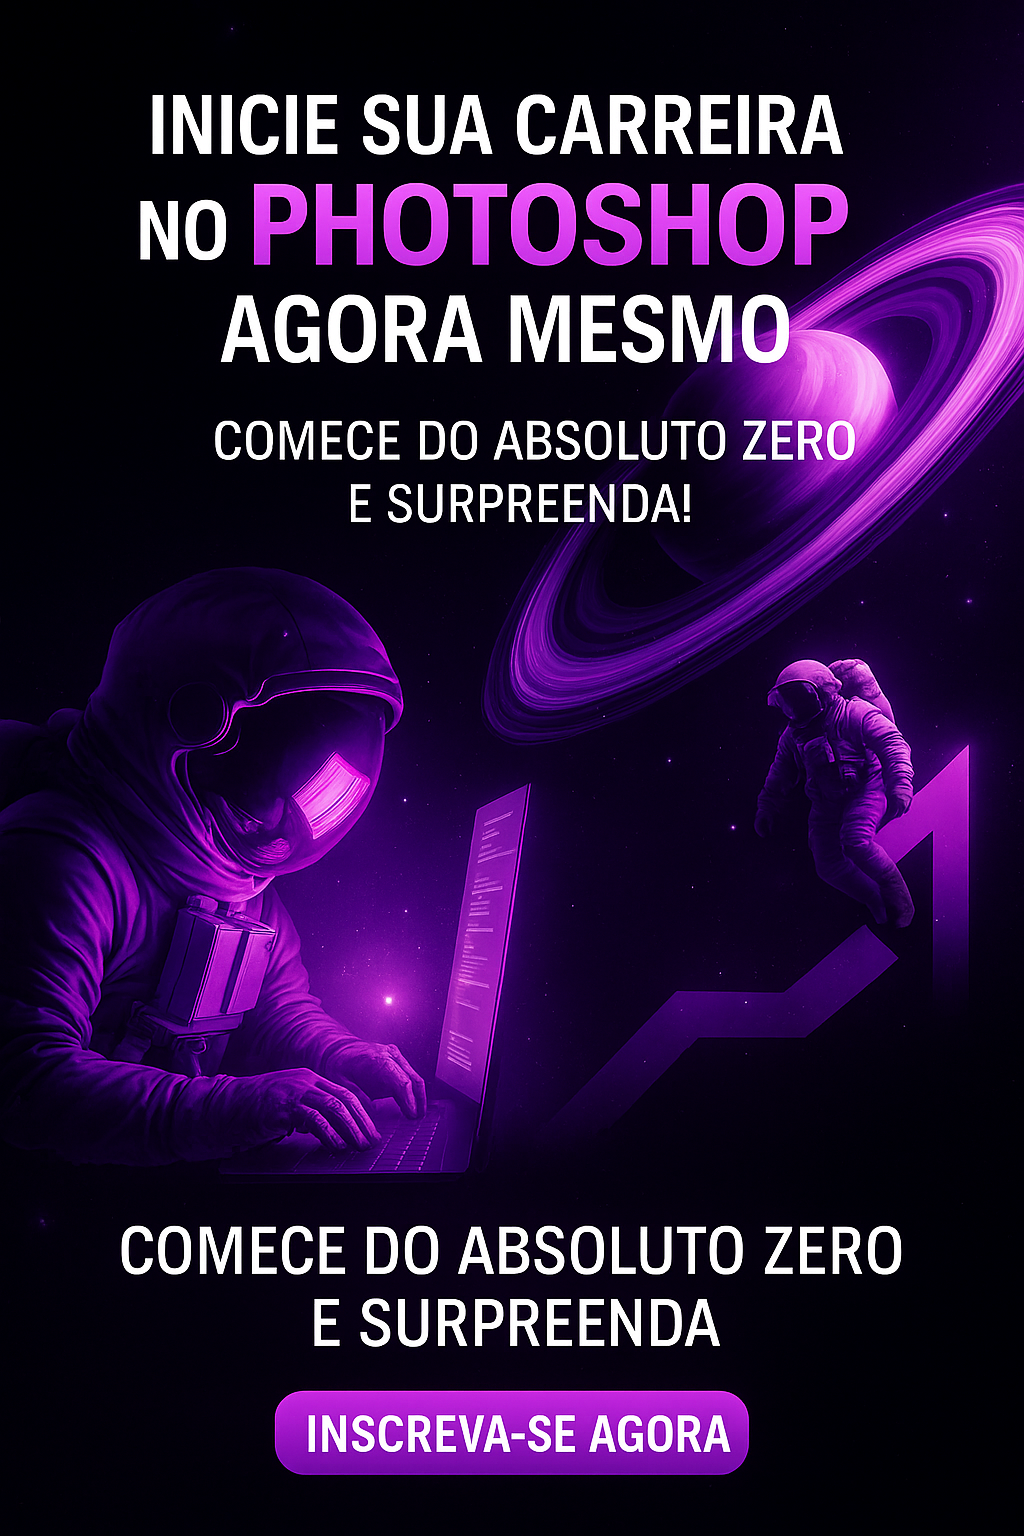 INICIE SUA CARREIRA
NO PHOTOSHOP
AGORA MESMO
COMECE DO ABSOLUTO ZERO
E SURPREENDA!
COMECE DO ABSOLUTO ZERO
E SURPREENDA
INSCREVA-SE AGORA